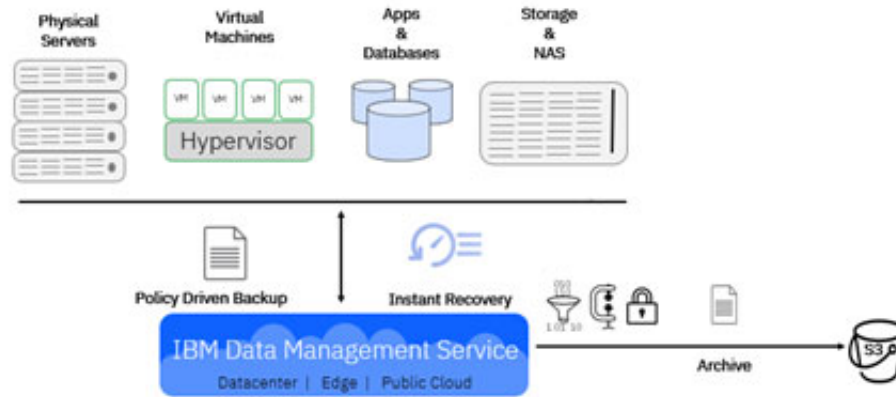 Physical
Servers
Virtual
Machines
Apps
&
Databases
Storage
&
NAS
VM VM VM VM
Hypervisor
Policy Driven Backup
Instant Recovery
IBM Data Management Service
Datacenter | Edge | Public Cloud
Archive
S3